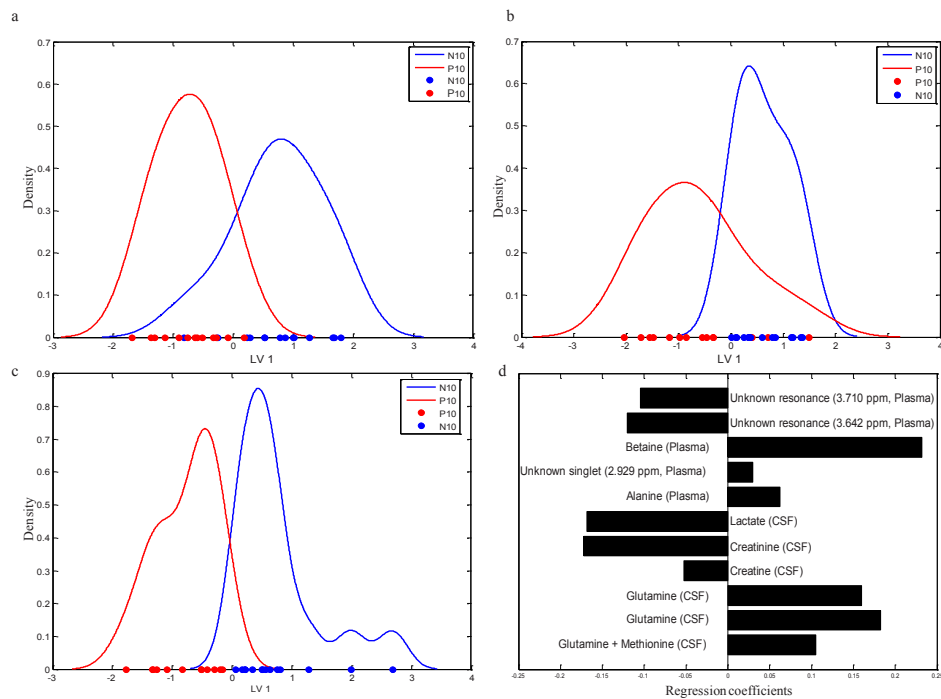 a
0.7
0.6
0.5
0.4
0.3
0.2
0.1
0
-3
-2
-1
0
1
2
3
4
Density
LV 1
N10
P10
N10
P10
b
0.7
0.6
0.5
0.4
0.3
0.2
0.1
0
-4
-3
-2
-1
0
1
2
3
4
Density
LV 1
N10
P10
P10
N10
c
0.9
0.8
0.7
0.6
0.5
0.4
0.3
0.2
0.1
0
-3
-2
-1
0
1
2
3
4
Density
LV 1
N10
P10
P10
N10
d
Unknown resonance (3.710 ppm, Plasma)
Unknown resonance (3.642 ppm, Plasma)
Betaine (Plasma)
Unknown singlet (2.929 ppm, Plasma)
Alanine (Plasma)
Lactate (CSF)
Creatinine (CSF)
Creatine (CSF)
Glutamine (CSF)
Glutamine (CSF)
Glutamine + Methionine (CSF)
-0.25
-0.2
-0.15
-0.1
-0.05
0
0.05
0.1
0.15
0.2
0.25
Regression coefficients